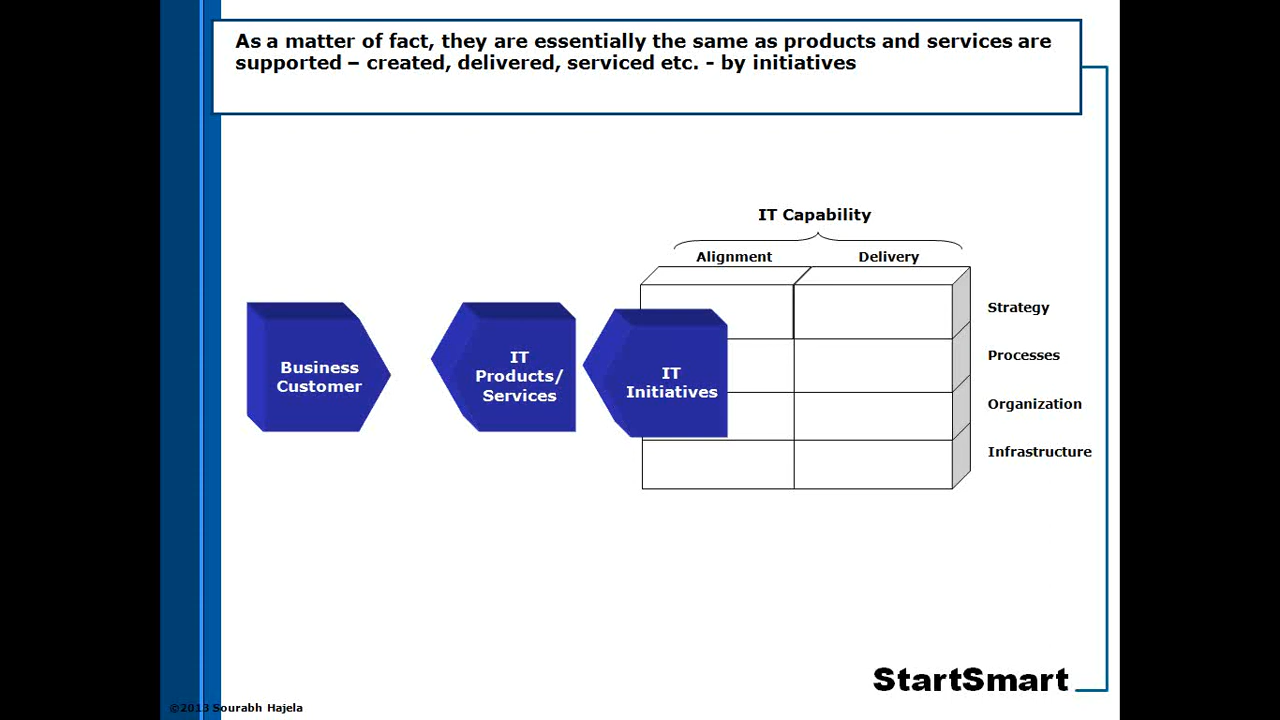 As a matter of fact, they are essentially the same as products and services are
supported – created, delivered, serviced etc. - by initiatives
IT Capability
Alignment
Delivery
Strategy
Processes
Organization
Infrastructure
Business
Customer
IT
Products/
Services
IT
Initiatives
StartSmart
©2013 Sourabh Hajela